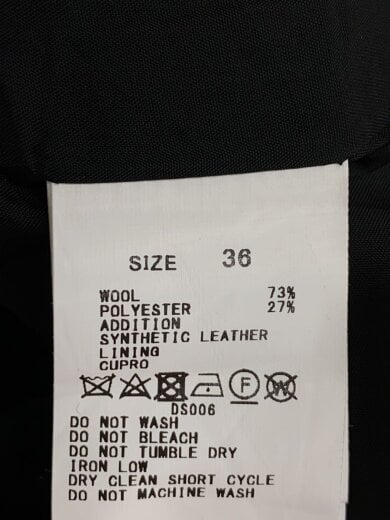 SIZE 36
WOOL 73%
POLYESTER 27%
ADDITION
SYNTHETIC LEATHER
LINING
CUPRO
F W
DS006
DO NOT WASH
DO NOT BLEACH
DO NOT TUMBLE DRY
IRON LOW
DRY CLEAN SHORT CYCLE
DO NOT MACHINE WASH